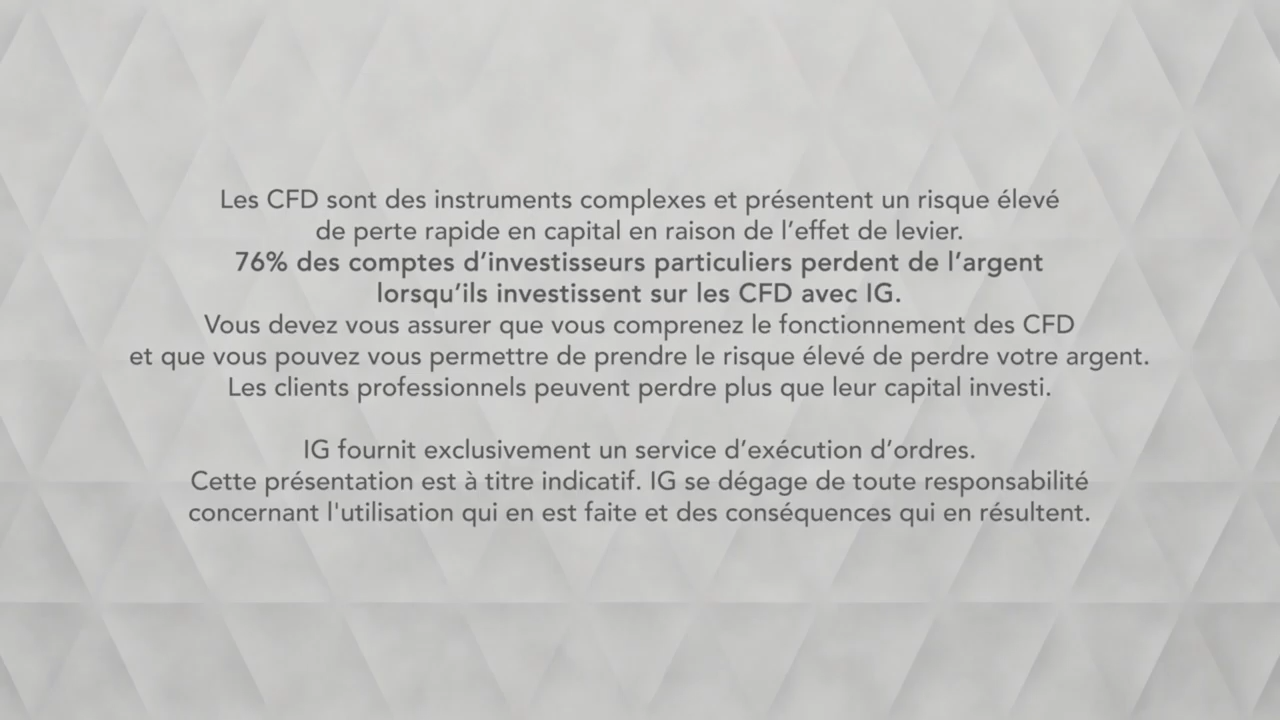 Les CFD sont des instruments complexes et présentent un risque élevé
de perte rapide en capital en raison de l’effet de levier.
76% des comptes d’investisseurs particuliers perdent de l’argent
lorsqu’ils investissent sur les CFD avec IG.
Vous devez vous assurer que vous comprenez le fonctionnement des CFD
et que vous pouvez vous permettre de prendre le risque élevé de perdre votre argent.
Les clients professionnels peuvent perdre plus que leur capital investi.
IG fournit exclusivement un service d’exécution d’ordres.
Cette présentation est à titre indicatif. IG se dégage de toute responsabilité
concernant l'utilisation qui en est faite et des conséquences qui en résultent.